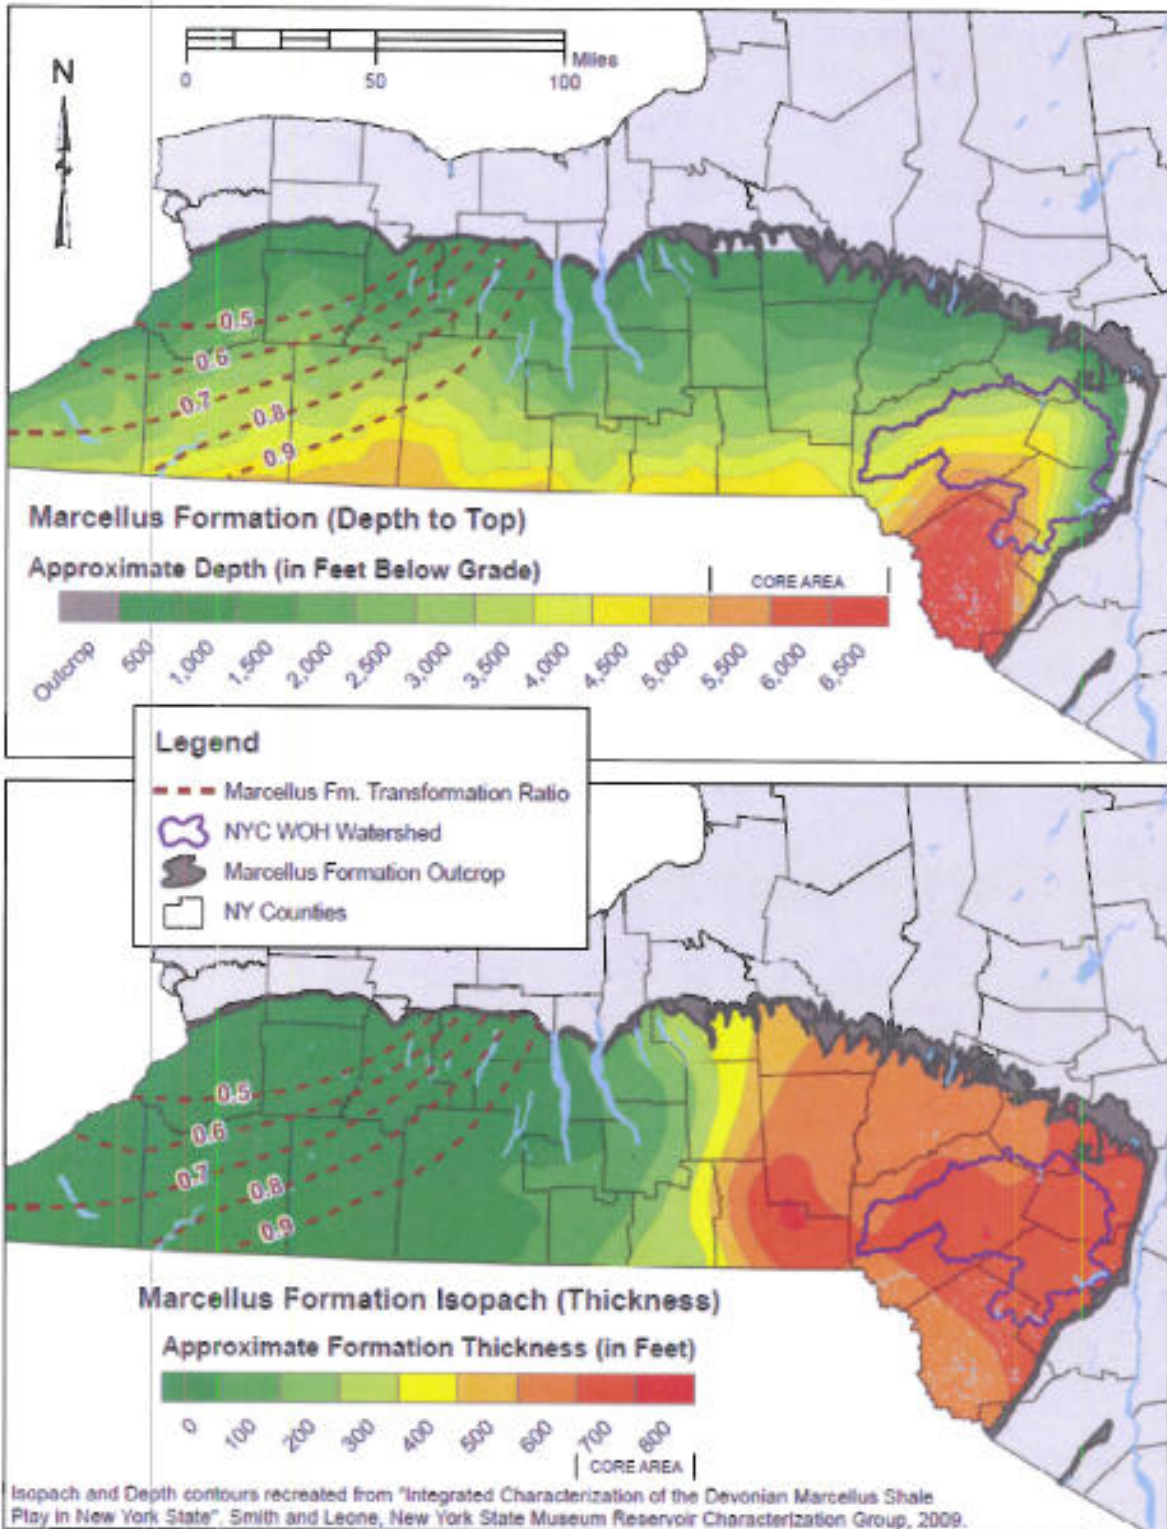 N
0 50 100 Miles
0.5
0.6
0.7
0.8
0.9
Marcellus Formation (Depth to Top)
Approximate Depth (in Feet Below Grade)
CORE AREA
Outcrop 500 1,000 1,500 2,000 2,500 3,000 3,500 4,000 4,500 5,000 5,500 6,000 6,500
Legend
Marcellus Fm. Transformation Ratio
NYC WOH Watershed
Marcellus Formation Outcrop
NY Counties
0.5
0.6
0.7
0.8
0.9
Marcellus Formation Isopach (Thickness)
Approximate Formation Thickness (in Feet)
0 100 200 300 400 500 600 700 800
CORE AREA
Isopach and Depth contours recreated from "Integrated Characterization of the Devonian Marcellus Shale
Play in New York State", Smith and Leone, New York State Museum Reservoir Characterization Group, 2009.